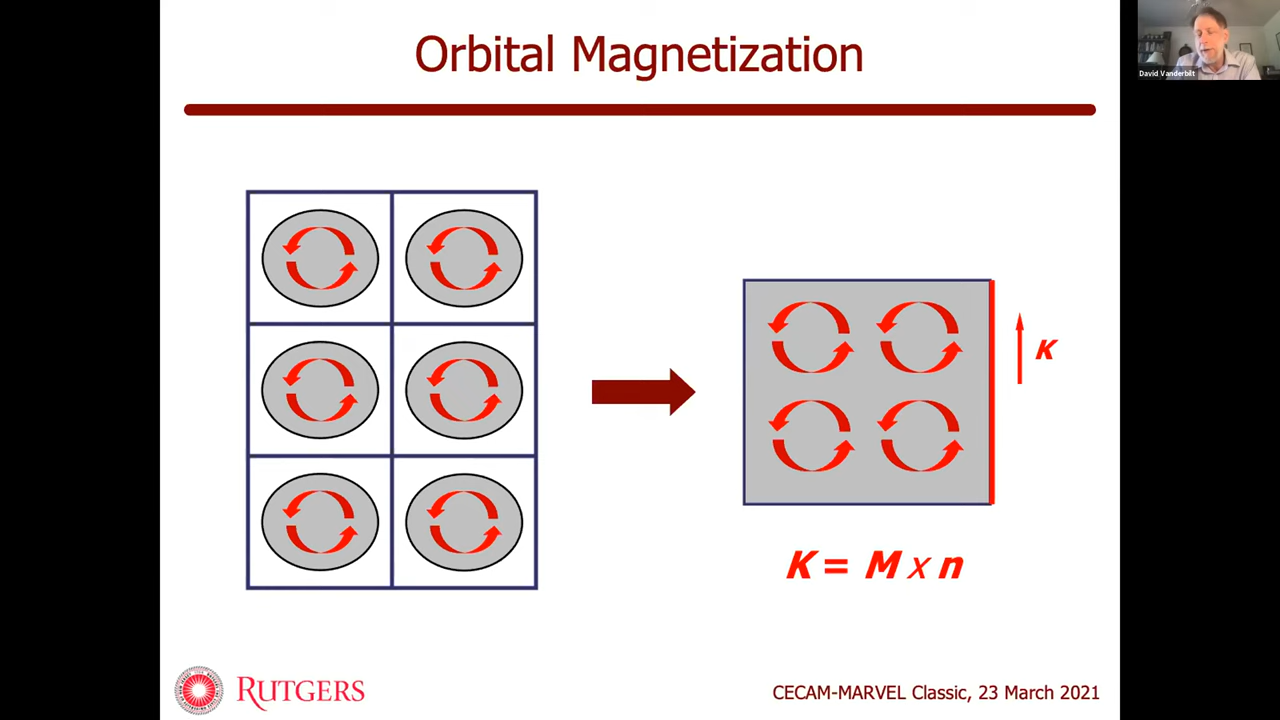 Orbital Magnetization
David Vanderbilt
K
K = M x n
RUTGERS
CECAM-MARVEL Classic, 23 March 2021